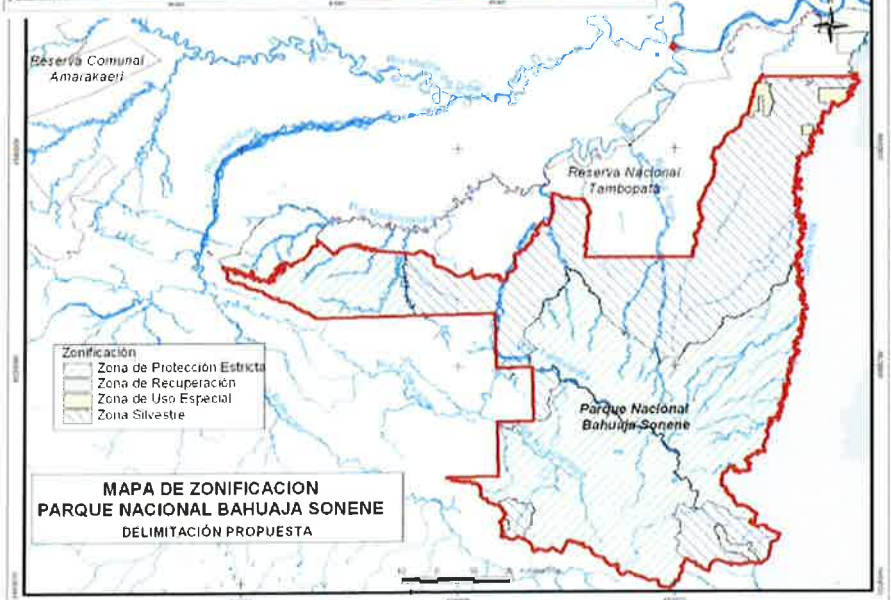 Reserva Comunal
Amarakaeri
Reserva Nacional
Tambopata
Zonificación
Zona de Protección Estricta
Zona de Recuperación
Zona de Uso Especial
Zona Silvestre
Parque Nacional
Bahuaja Sonene
MAPA DE ZONIFICACION
PARQUE NACIONAL BAHUAJA SONENE
DELIMITACIÓN PROPUESTA